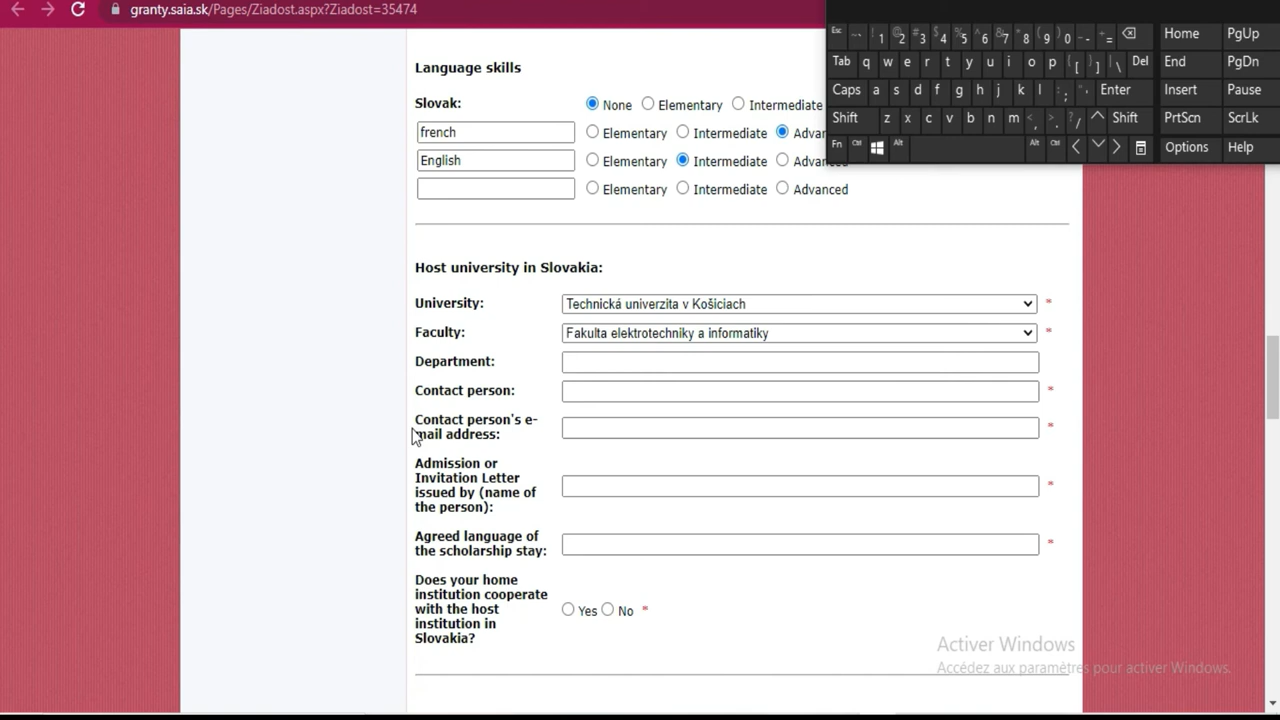 granty.saia.sk/Pages/Ziadost.aspx?Ziadost=35474
Language skills
Slovak: None Elementary Intermediate
french Elementary Intermediate Advan
English Elementary Intermediate Advanced
Elementary Intermediate Advanced
Host university in Slovakia:
University: Technická univerzita v Košiciach *
Faculty: Fakulta elektrotechniky a informatiky *
Department:
Contact person: *
Contact person's e-
mail address: *
Admission or
Invitation Letter
issued by (name of *
the person):
Agreed language of
the scholarship stay: *
Does your home
institution cooperate
with the host Yes No *
institution in
Slovakia?
Activer Windows
Accédez aux paramètres pour activer Windows.
Esc ~ ` ! 1 @ 2 # 3 $ 4 % 5 ^ 6 & 7 * 8 ( 9 ) 0 _ - + = Home PgUp
Tab q w e r t y u i o p { [ } ] | \ Del End PgDn
Caps a s d f g h j k l : ; " ' Enter Insert Pause
Shift z x c v b n m < , > . ? / Shift PrtScn ScrLk
Fn Ctrl Alt Alt Ctrl Options Help